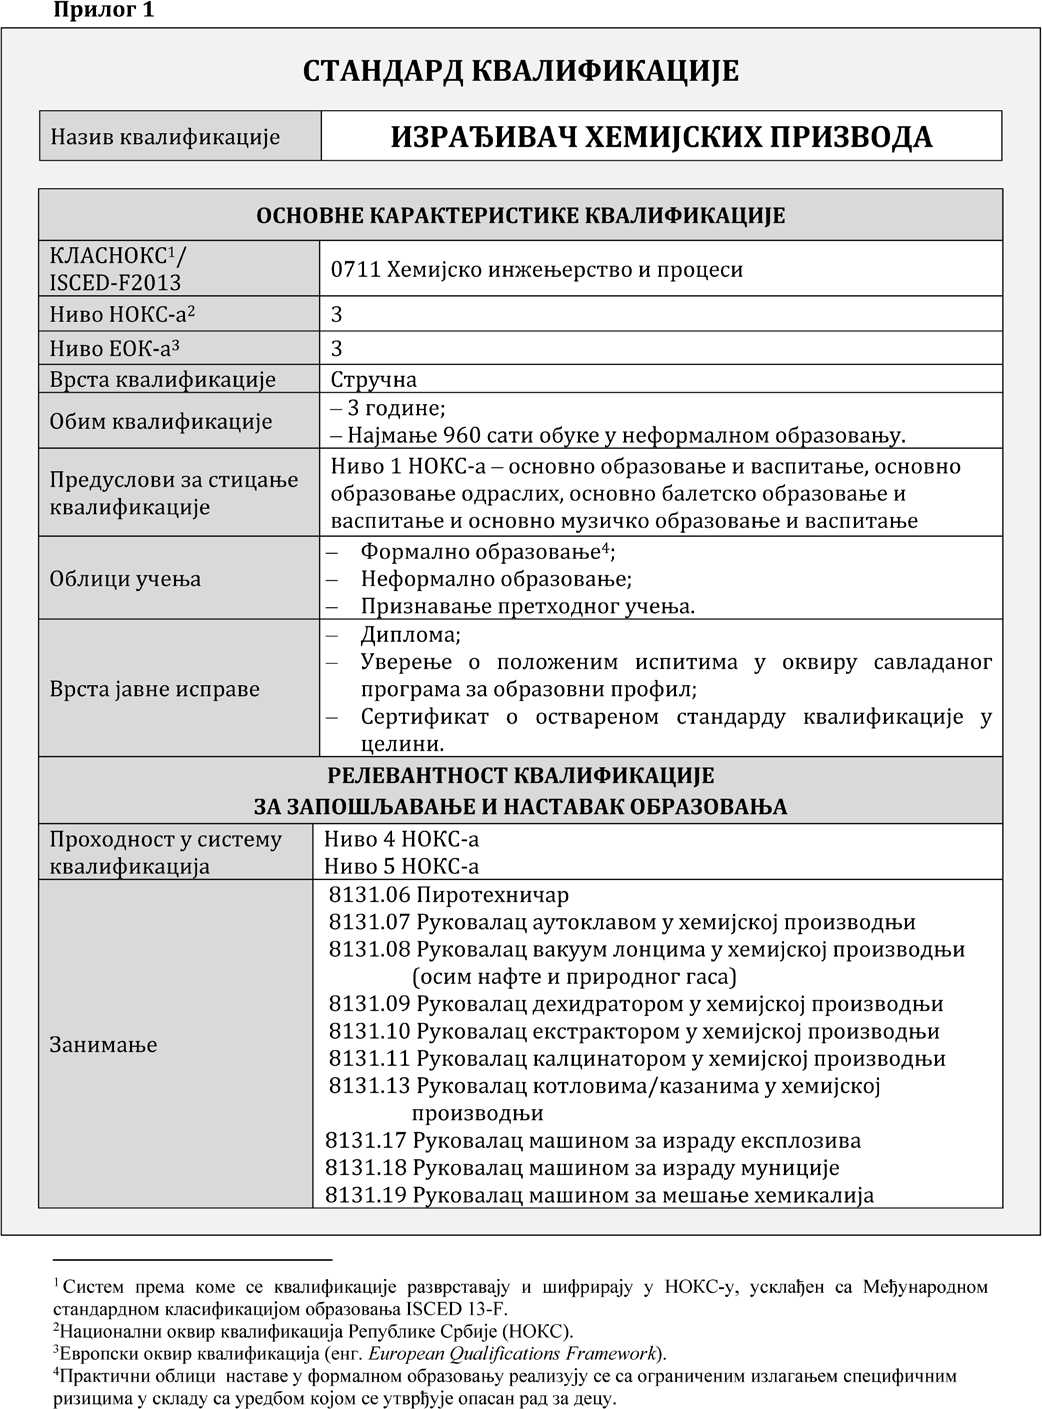 Прилог 1
СТАНДАРД КВАЛИФИКАЦИЈЕ
Назив квалификације
ИЗРАЂИВАЧ ХЕМИЈСКИХ ПРИЗВОДА
ОСНОВНЕ КАРАКТЕРИСТИКЕ КВАЛИФИКАЦИЈЕ
КЛАСНОКС¹/
ISCED-F2013
0711 Хемијско инжењерство и процеси
Ниво НОКС-а²
3
Ниво ЕОК-а³
3
Врста квалификације
Стручна
Обим квалификације
– 3 године;
– Најмање 960 сати обуке у неформалном образовању.
Предуслови за стицање
квалификације
Ниво 1 НОКС-а – основно образовање и васпитање, основно
образовање одраслих, основно балетско образовање и
васпитање и основно музичко образовање и васпитање
Облици учења
– Формално образовање⁴;
– Неформално образовање;
– Признавање претходног учења.
Врста јавне исправе
– Диплома;
– Уверење о положеним испитима у оквиру савладаног
програма за образовни профил;
– Сертификат о оствареном стандарду квалификације у
целини.
РЕЛЕВАНТНОСТ КВАЛИФИКАЦИЈЕ
ЗА ЗАПОШЉАВАЊЕ И НАСТАВАК ОБРАЗОВАЊА
Проходност у систему
квалификација
Ниво 4 НОКС-а
Ниво 5 НОКС-а
Занимање
8131.06 Пиротехничар
8131.07 Руковалац аутоклавом у хемијској производњи
8131.08 Руковалац вакуум лонцима у хемијској производњи
(осим нафте и природног гаса)
8131.09 Руковалац дехидратором у хемијској производњи
8131.10 Руковалац екстрактором у хемијској производњи
8131.11 Руковалац калцинатором у хемијској производњи
8131.13 Руковалац котловима/казанима у хемијској
производњи
8131.17 Руковалац машином за израду експлозива
8131.18 Руковалац машином за израду муниције
8131.19 Руковалац машином за мешање хемикалија
¹ Систем према коме се квалификације разврставају и шифрирају у НОКС-у, усклађен са Међународном
стандардном класификацијом образовања ISCED 13-F.
²Национални оквир квалификација Републике Србије (НОКС).
³Европски оквир квалификација (енг. European Qualifications Framework).
⁴Практични облици наставе у формалном образовању реализују се са ограниченим излагањем специфичним
ризицима у складу са уредбом којом се утврђује опасан рад за децу.